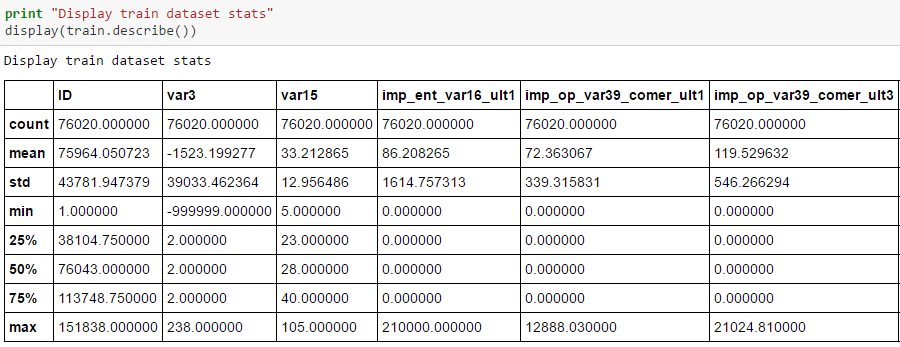 print "Display train dataset stats"
display(train.describe())
Display train dataset stats
ID var3 var15 imp_ent_var16_ult1 imp_op_var39_comer_ult1 imp_op_var39_comer_ult3
count 76020.000000 76020.000000 76020.000000 76020.000000 76020.000000 76020.000000
mean 75964.050723 -1523.199277 33.212865 86.208265 72.363067 119.529632
std 43781.947379 39033.462364 12.956486 1614.757313 339.315831 546.266294
min 1.000000 -999999.000000 5.000000 0.000000 0.000000 0.000000
25% 38104.750000 2.000000 23.000000 0.000000 0.000000 0.000000
50% 76043.000000 2.000000 28.000000 0.000000 0.000000 0.000000
75% 113748.750000 2.000000 40.000000 0.000000 0.000000 0.000000
max 151838.000000 238.000000 105.000000 210000.000000 12888.030000 21024.810000